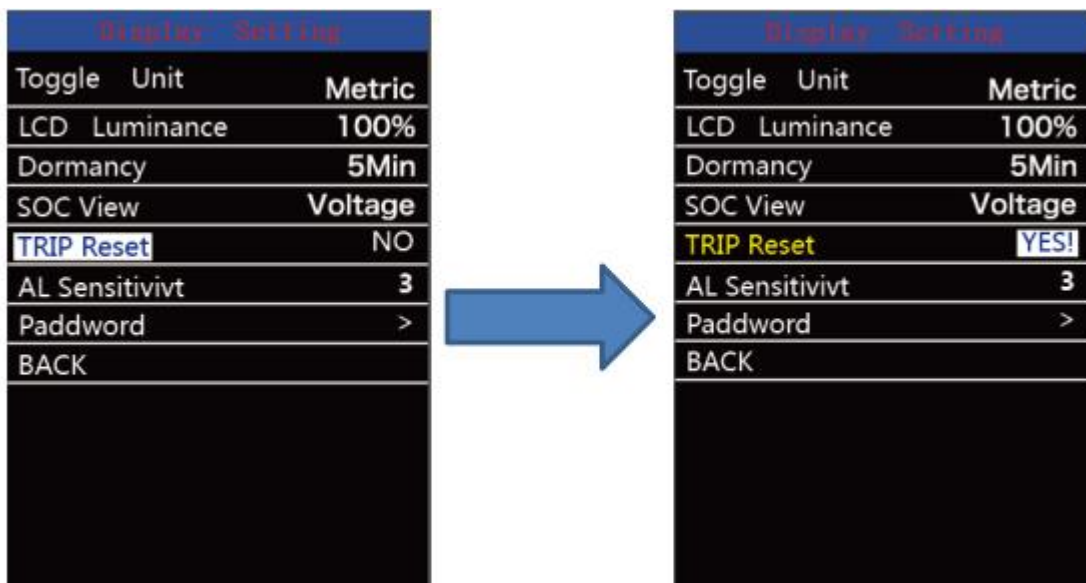 Display Setting
Toggle Unit Metric
LCD Luminance 100%
Dormancy 5Min
SOC View Voltage
TRIP Reset NO
AL Sensitivivt 3
Paddword >
BACK
Display Setting
Toggle Unit Metric
LCD Luminance 100%
Dormancy 5Min
SOC View Voltage
TRIP Reset YES!
AL Sensitivivt 3
Paddword >
BACK